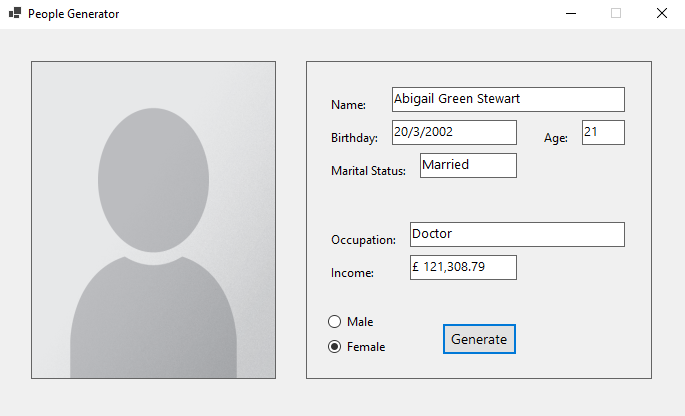 People Generator
Name: Abigail Green Stewart
Birthday: 20/3/2002 Age: 21
Marital Status: Married
Occupation: Doctor
Income: £ 121,308.79
Male
Female
Generate